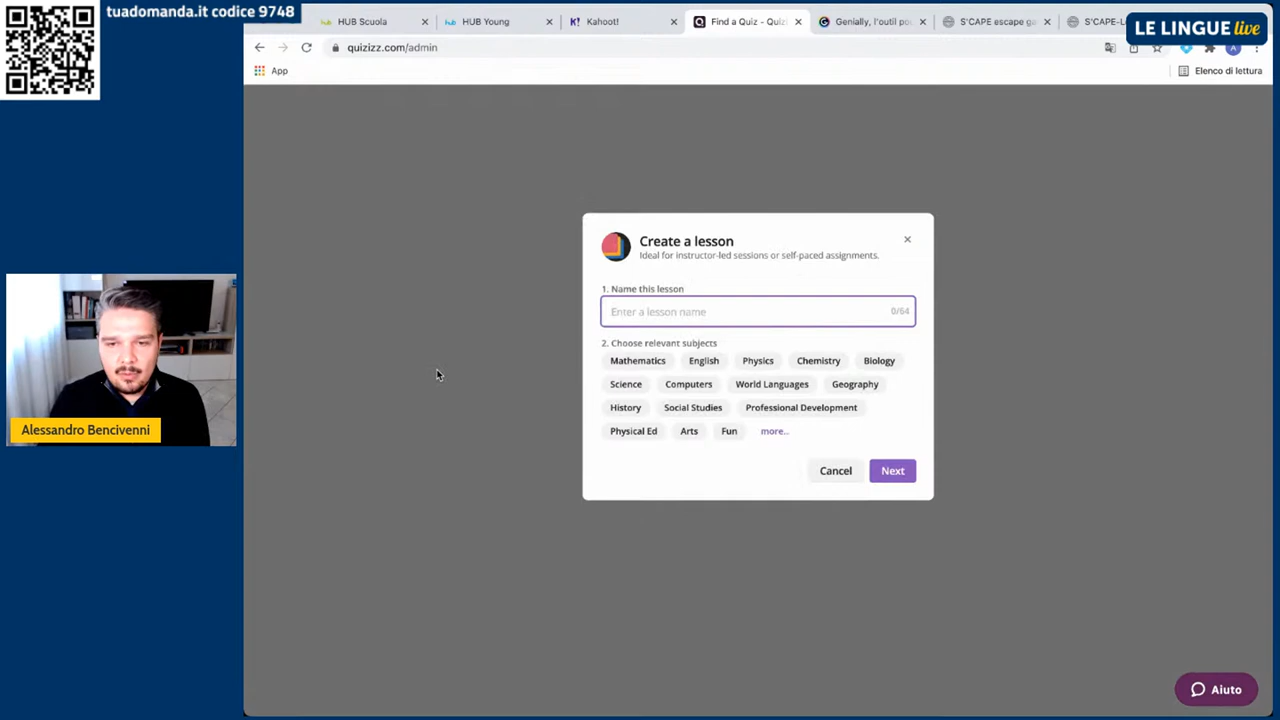 tuadomanda.it codice 9748
HUB Scuola
HUB Young
K!
Kahoot!
Find a Quiz - Quiz
Genially, l'outil po
S'CAPE escape ga
S'CAPE-L
LE LINGUE live
quizizz.com/admin
A
App
Elenco di lettura
Create a lesson
Ideal for instructor-led sessions or self-paced assignments.
1. Name this lesson
Enter a lesson name
0/64
2. Choose relevant subjects
Mathematics English Physics Chemistry Biology
Science Computers World Languages Geography
History Social Studies Professional Development
Physical Ed Arts Fun more..
Cancel Next
Alessandro Bencivenni
Aiuto